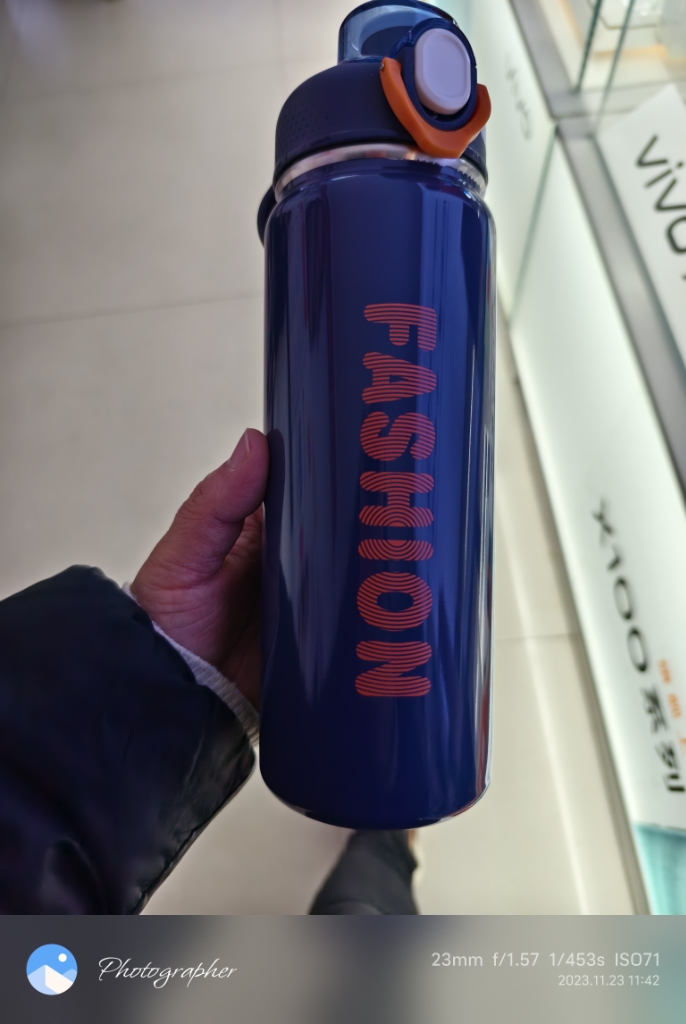 FASHION
vivo
vivo
X100系列
Photographer
23mm f/1.57 1/453s ISO71
2023.11.23 11:42